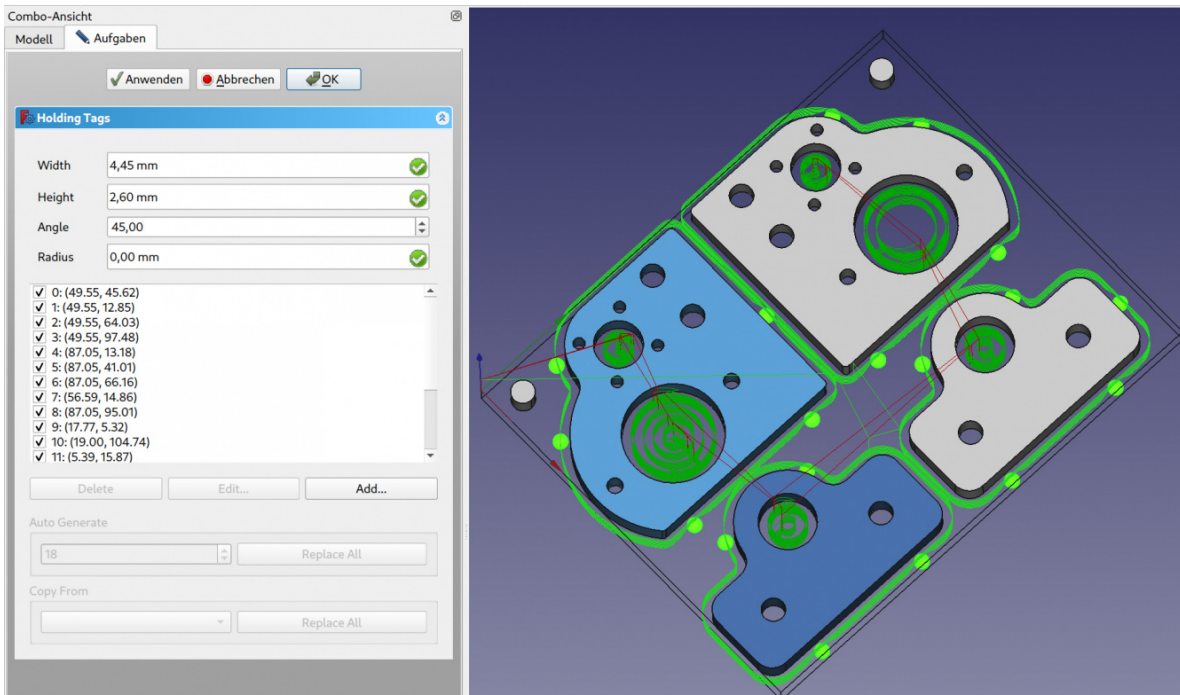 Combo-Ansicht
Modell
Aufgaben
Anwenden
Abbrechen
OK
Holding Tags
Width 4,45 mm
Height 2,60 mm
Angle 45,00
Radius 0,00 mm
0: (49.55, 45.62)
1: (49.55, 12.85)
2: (49.55, 64.03)
3: (49.55, 97.48)
4: (87.05, 13.18)
5: (87.05, 41.01)
6: (87.05, 66.16)
7: (56.59, 14.86)
8: (87.05, 95.01)
9: (17.77, 5.32)
10: (19.00, 104.74)
11: (5.39, 15.87)
Delete Edit... Add...
Auto Generate
18 Replace All
Copy From
Replace All